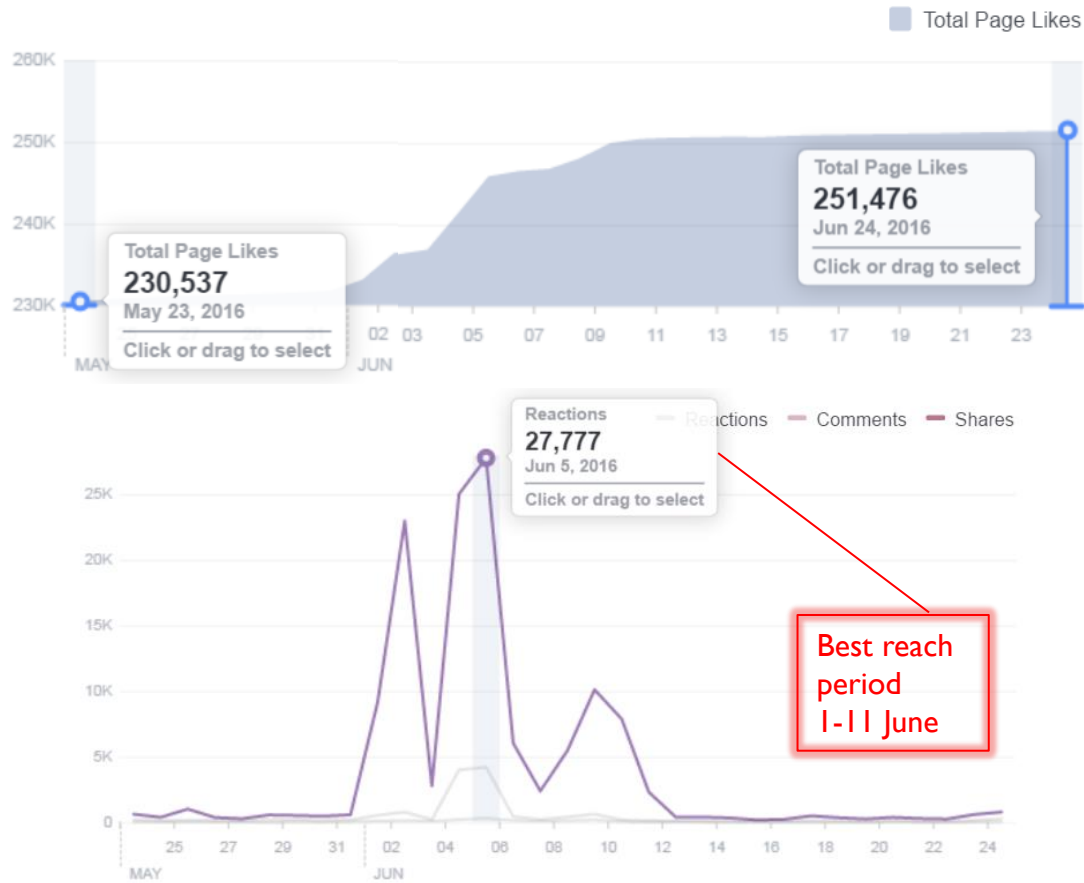 Total Page Likes
260K
250K
240K
230K
Total Page Likes
230,537
May 23, 2016
Click or drag to select
Total Page Likes
251,476
Jun 24, 2016
Click or drag to select
31
02 03 05 07 09 11 13 15 17 19 21 23
MAY JUN
Reactions Comments Shares
Reactions
27,777
Jun 5, 2016
Click or drag to select
25K
20K
15K
10K
5K
0
Best reach
period
1-11 June
25 27 29 31 02 04 06 08 10 12 14 16 18 20 22 24
MAY JUN